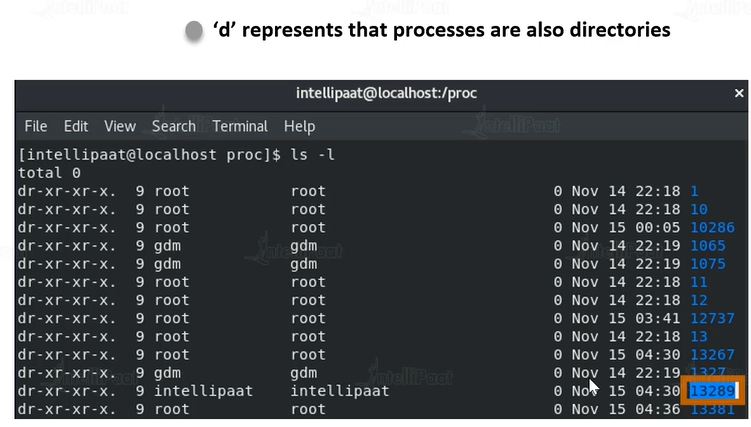 ‘d’ represents that processes are also directories
intellipaat@localhost:/proc ×
File Edit View Search Terminal Help
[intellipaat@localhost proc]$ ls -l
total 0
dr-xr-xr-x. 9 root root 0 Nov 14 22:18 1
dr-xr-xr-x. 9 root root 0 Nov 14 22:18 10
dr-xr-xr-x. 9 root root 0 Nov 15 00:05 10286
dr-xr-xr-x. 9 gdm gdm 0 Nov 14 22:19 1065
dr-xr-xr-x. 9 gdm gdm 0 Nov 14 22:19 1075
dr-xr-xr-x. 9 root root 0 Nov 14 22:18 11
dr-xr-xr-x. 9 root root 0 Nov 14 22:18 12
dr-xr-xr-x. 9 root root 0 Nov 15 03:41 12737
dr-xr-xr-x. 9 root root 0 Nov 14 22:18 13
dr-xr-xr-x. 9 root root 0 Nov 15 04:30 13267
dr-xr-xr-x. 9 gdm gdm 0 Nov 14 22:19 1327
dr-xr-xr-x. 9 intellipaat intellipaat 0 Nov 15 04:30 13289
dr-xr-xr-x. 9 root root 0 Nov 15 04:36 13381